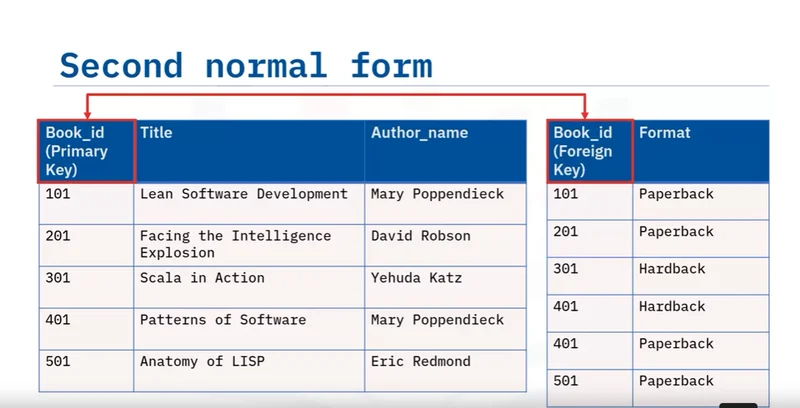 Second normal form
Book_id
(Primary
Key)
Title
Author_name
101
Lean Software Development
Mary Poppendieck
201
Facing the Intelligence
Explosion
David Robson
301
Scala in Action
Yehuda Katz
401
Patterns of Software
Mary Poppendieck
501
Anatomy of LISP
Eric Redmond
Book_id
(Foreign
Key)
Format
101
Paperback
201
Paperback
301
Hardback
401
Hardback
401
Paperback
501
Paperback